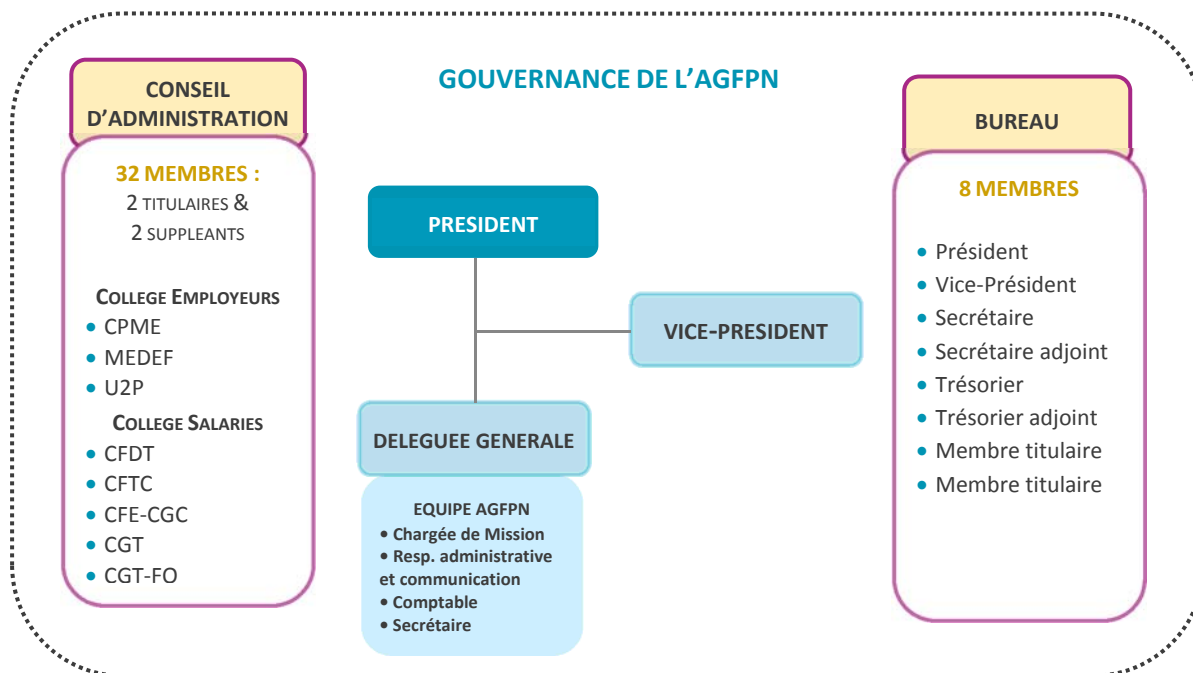 GOUVERNANCE DE L'AGFPN
CONSEIL
D'ADMINISTRATION
32 MEMBRES :
2 TITULAIRES &
2 SUPPLEANTS
COLLEGE EMPLOYEURS
• CPME
• MEDEF
• U2P
COLLEGE SALARIES
• CFDT
• CFTC
• CFE-CGC
• CGT
• CGT-FO
PRESIDENT
VICE-PRESIDENT
DELEGUEE GENERALE
EQUIPE AGFPN
• Chargée de Mission
• Resp. administrative
et communication
• Comptable
• Secrétaire
BUREAU
8 MEMBRES
• Président
• Vice-Président
• Secrétaire
• Secrétaire adjoint
• Trésorier
• Trésorier adjoint
• Membre titulaire
• Membre titulaire